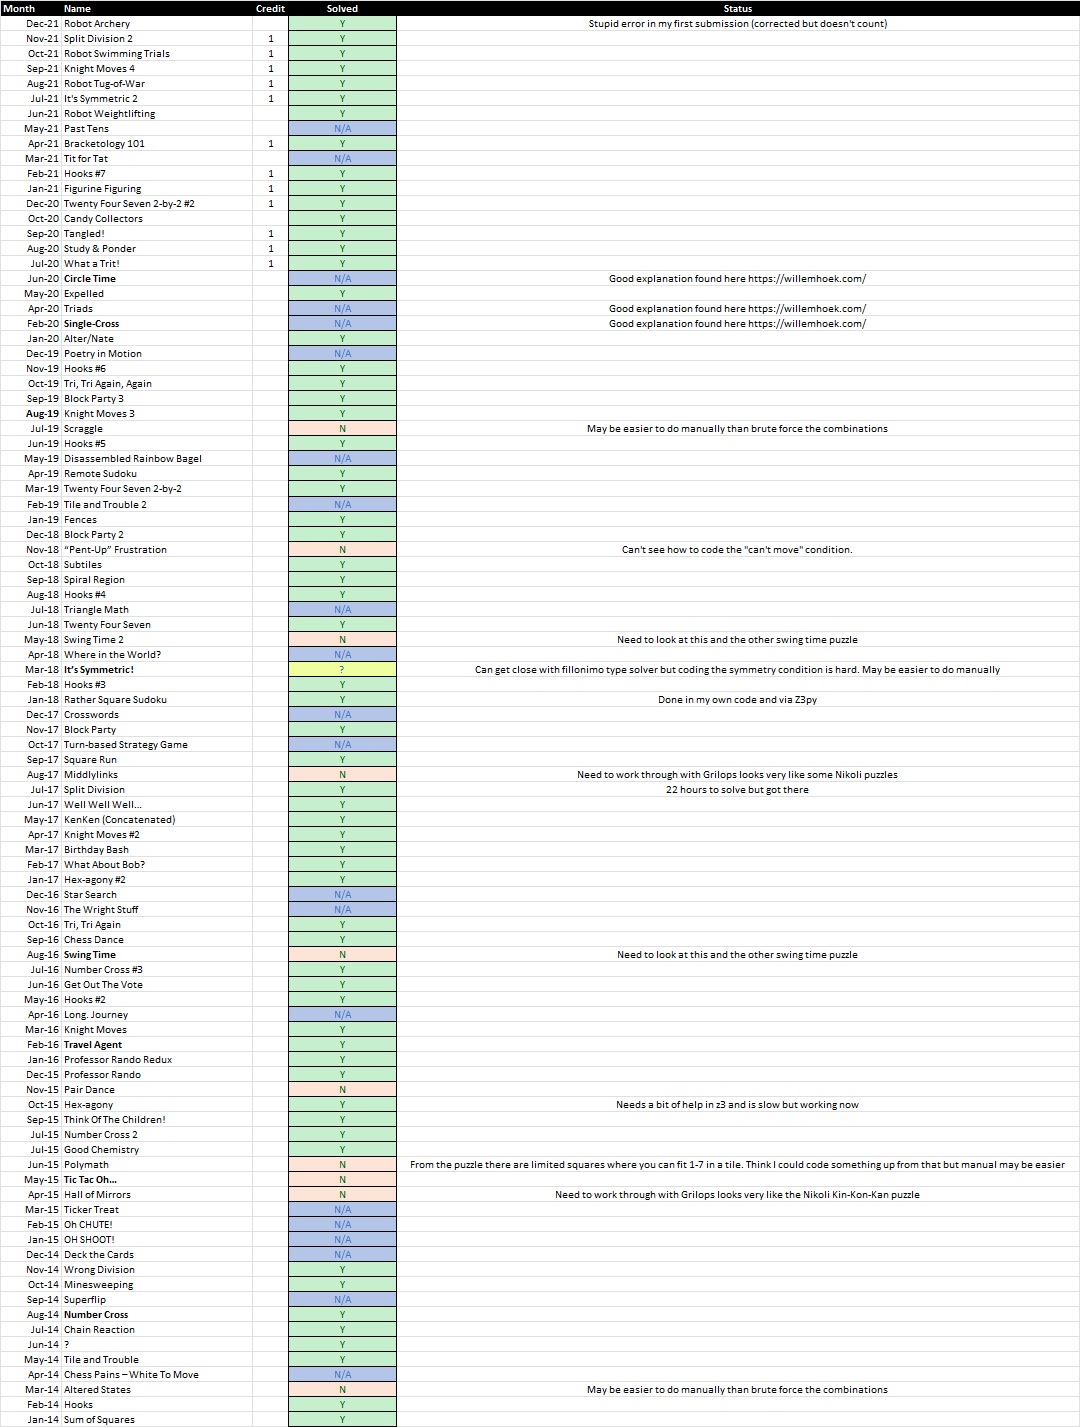 Month Name Credit Solved Status
Dec-21 Robot Archery Y Stupid error in my first submission (corrected but doesn't count)
Nov-21 Split Division 2 1 Y
Oct-21 Robot Swimming Trials 1 Y
Sep-21 Knight Moves 4 1 Y
Aug-21 Robot Tug-of-War 1 Y
Jul-21 It's Symmetric 2 1 Y
Jun-21 Robot Weightlifting Y
May-21 Past Tens N/A
Apr-21 Bracketology 101 1 Y
Mar-21 Tit for Tat N/A
Feb-21 Hooks #7 1 Y
Jan-21 Figurine Figuring 1 Y
Dec-20 Twenty Four Seven 2-by-2 #2 1 Y
Oct-20 Candy Collectors Y
Sep-20 Tangled! 1 Y
Aug-20 Study & Ponder 1 Y
Jul-20 What a Trit! 1 Y
Jun-20 Circle Time N/A Good explanation found here https://willemhoek.com/
May-20 Expelled Y
Apr-20 Triads N/A Good explanation found here https://willemhoek.com/
Feb-20 Single-Cross N/A Good explanation found here https://willemhoek.com/
Jan-20 Alter/Nate Y
Dec-19 Poetry in Motion N/A
Nov-19 Hooks #6 Y
Oct-19 Tri, Tri Again, Again Y
Sep-19 Block Party 3 Y
Aug-19 Knight Moves 3 Y
Jul-19 Scraggle N May be easier to do manually than brute force the combinations
Jun-19 Hooks #5 Y
May-19 Disassembled Rainbow Bagel N/A
Apr-19 Remote Sudoku Y
Mar-19 Twenty Four Seven 2-by-2 Y
Feb-19 Tile and Trouble 2 N/A
Jan-19 Fences Y
Dec-18 Block Party 2 Y
Nov-18 “Pent-Up” Frustration N Can't see how to code the "can't move" condition.
Oct-18 Subtiles Y
Sep-18 Spiral Region Y
Aug-18 Hooks #4 Y
Jul-18 Triangle Math N/A
Jun-18 Twenty Four Seven Y
May-18 Swing Time 2 N Need to look at this and the other swing time puzzle
Apr-18 Where in the World? N/A
Mar-18 It’s Symmetric! ? Can get close with fillonimo type solver but coding the symmetry condition is hard. May be easier to do manually
Feb-18 Hooks #3 Y
Jan-18 Rather Square Sudoku Y Done in my own code and via Z3py
Dec-17 Crosswords N/A
Nov-17 Block Party Y
Oct-17 Turn-based Strategy Game N/A
Sep-17 Square Run Y
Aug-17 Middlylinks N Need to work through with Grilops looks very like some Nikoli puzzles
Jul-17 Split Division Y 22 hours to solve but got there
Jun-17 Well Well Well… Y
May-17 KenKen (Concatenated) Y
Apr-17 Knight Moves #2 Y
Mar-17 Birthday Bash Y
Feb-17 What About Bob? Y
Jan-17 Hex-agony #2 Y
Dec-16 Star Search N/A
Nov-16 The Wright Stuff N/A
Oct-16 Tri, Tri Again Y
Sep-16 Chess Dance Y
Aug-16 Swing Time N Need to look at this and the other swing time puzzle
Jul-16 Number Cross #3 Y
Jun-16 Get Out The Vote Y
May-16 Hooks #2 Y
Apr-16 Long. Journey N/A
Mar-16 Knight Moves Y
Feb-16 Travel Agent Y
Jan-16 Professor Rando Redux Y
Dec-15 Professor Rando Y
Nov-15 Pair Dance N
Oct-15 Hex-agony Y Needs a bit of help in z3 and is slow but working now
Sep-15 Think Of The Children! Y
Jul-15 Number Cross 2 Y
Jul-15 Good Chemistry Y
Jun-15 Polymath N From the puzzle there are limited squares where you can fit 1-7 in a tile. Think I could code something up from that but manual may be easier
May-15 Tic Tac Oh… N
Apr-15 Hall of Mirrors N Need to work through with Grilops looks very like the Nikoli Kin-Kon-Kan puzzle
Mar-15 Ticker Treat N/A
Feb-15 Oh CHUTE! N/A
Jan-15 OH SHOOT! N/A
Dec-14 Deck the Cards N/A
Nov-14 Wrong Division Y
Oct-14 Minesweeping Y
Sep-14 Superflip N/A
Aug-14 Number Cross Y
Jul-14 Chain Reaction Y
Jun-14 ? Y
May-14 Tile and Trouble Y
Apr-14 Chess Pains – White To Move N/A
Mar-14 Altered States N May be easier to do manually than brute force the combinations
Feb-14 Hooks Y
Jan-14 Sum of Squares Y